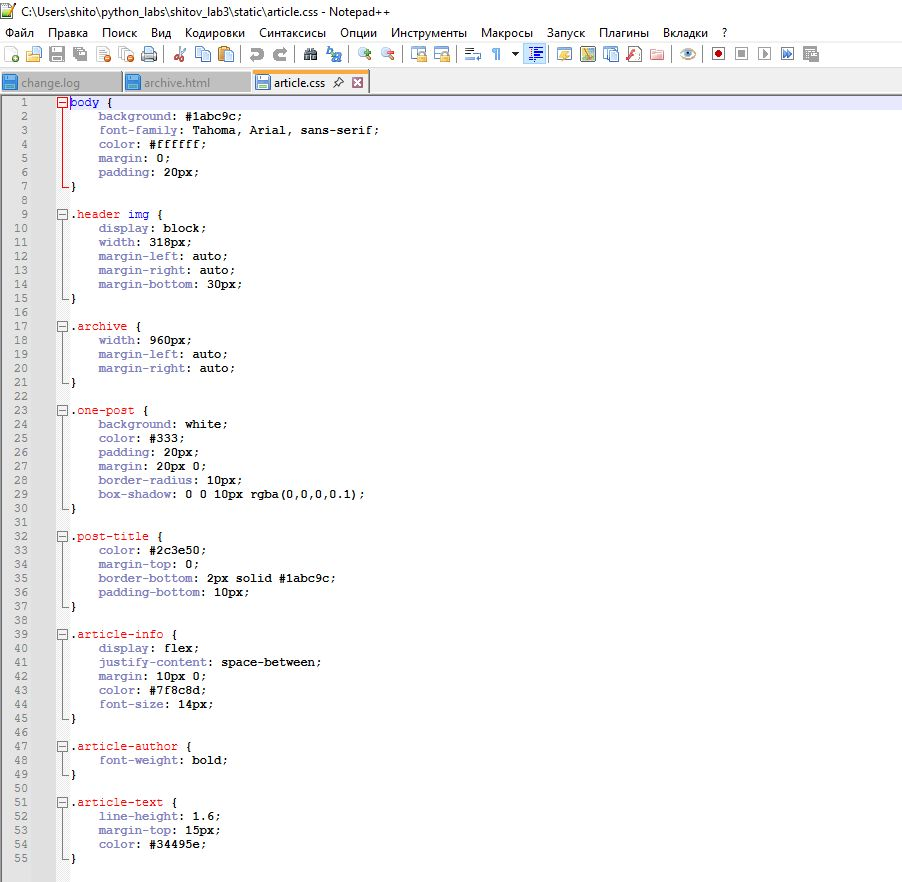 C:\Users\shito\python_labs\shitov_lab3\static\article.css - Notepad++
Файл Правка Поиск Вид Кодировки Синтаксисы Опции Инструменты Макросы Запуск Плагины Вкладки ?
change.log archive.html article.css
1 body {
2 background: #1abc9c;
3 font-family: Tahoma, Arial, sans-serif;
4 color: #ffffff;
5 margin: 0;
6 padding: 20px;
7 }
8
9 .header img {
10 display: block;
11 width: 318px;
12 margin-left: auto;
13 margin-right: auto;
14 margin-bottom: 30px;
15 }
16
17 .archive {
18 width: 960px;
19 margin-left: auto;
20 margin-right: auto;
21 }
22
23 .one-post {
24 background: white;
25 color: #333;
26 padding: 20px;
27 margin: 20px 0;
28 border-radius: 10px;
29 box-shadow: 0 0 10px rgba(0,0,0,0.1);
30 }
31
32 .post-title {
33 color: #2c3e50;
34 margin-top: 0;
35 border-bottom: 2px solid #1abc9c;
36 padding-bottom: 10px;
37 }
38
39 .article-info {
40 display: flex;
41 justify-content: space-between;
42 margin: 10px 0;
43 color: #7f8c8d;
44 font-size: 14px;
45 }
46
47 .article-author {
48 font-weight: bold;
49 }
50
51 .article-text {
52 line-height: 1.6;
53 margin-top: 15px;
54 color: #34495e;
55 }